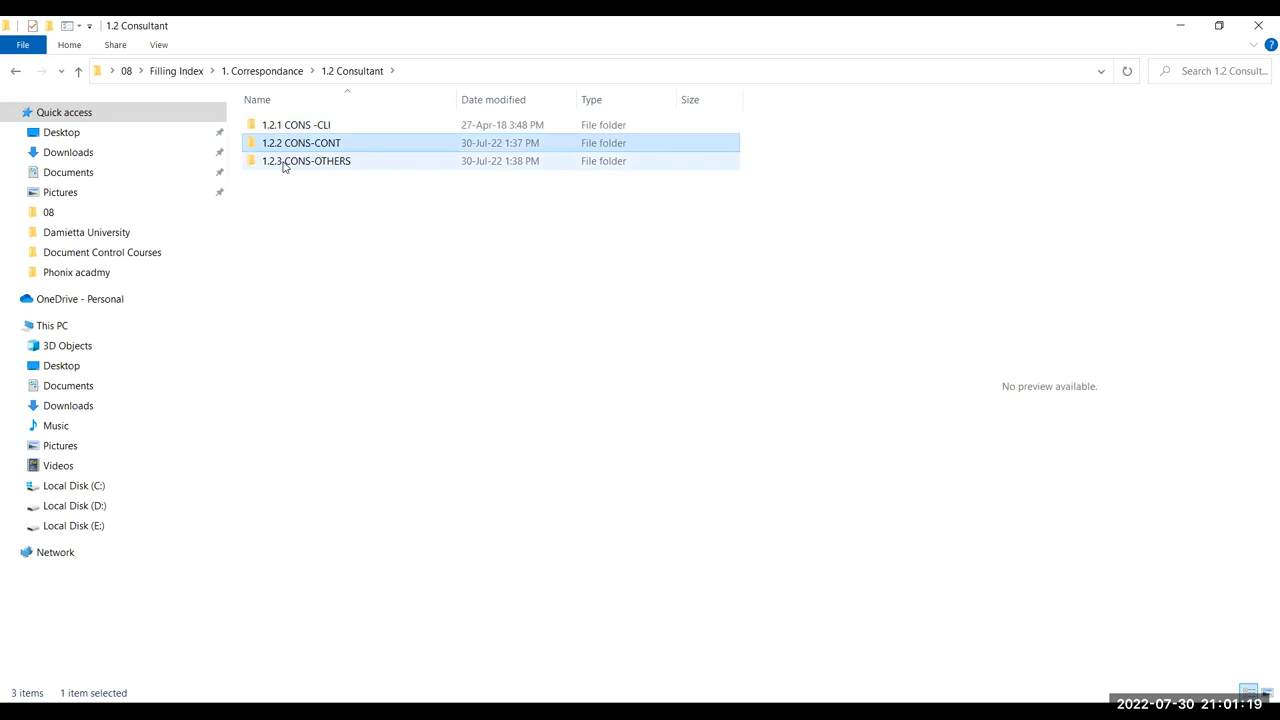 1.2 Consultant
File Home Share View
08 Filling Index 1. Correspondance 1.2 Consultant Search 1.2 Consult...
Name Date modified Type Size
Quick access
Desktop
Downloads
Documents
Pictures
08
Damietta University
Document Control Courses
Phonix acadmy
OneDrive - Personal
This PC
3D Objects
Desktop
Documents
Downloads
Music
Pictures
Videos
Local Disk (C:)
Local Disk (D:)
Local Disk (E:)
Network
1.2.1 CONS -CLI 27-Apr-18 3:48 PM File folder
1.2.2 CONS-CONT 30-Jul-22 1:37 PM File folder
1.2.3 CONS-OTHERS 30-Jul-22 1:38 PM File folder
No preview available.
3 items 1 item selected
2022-07-30 21:01:19